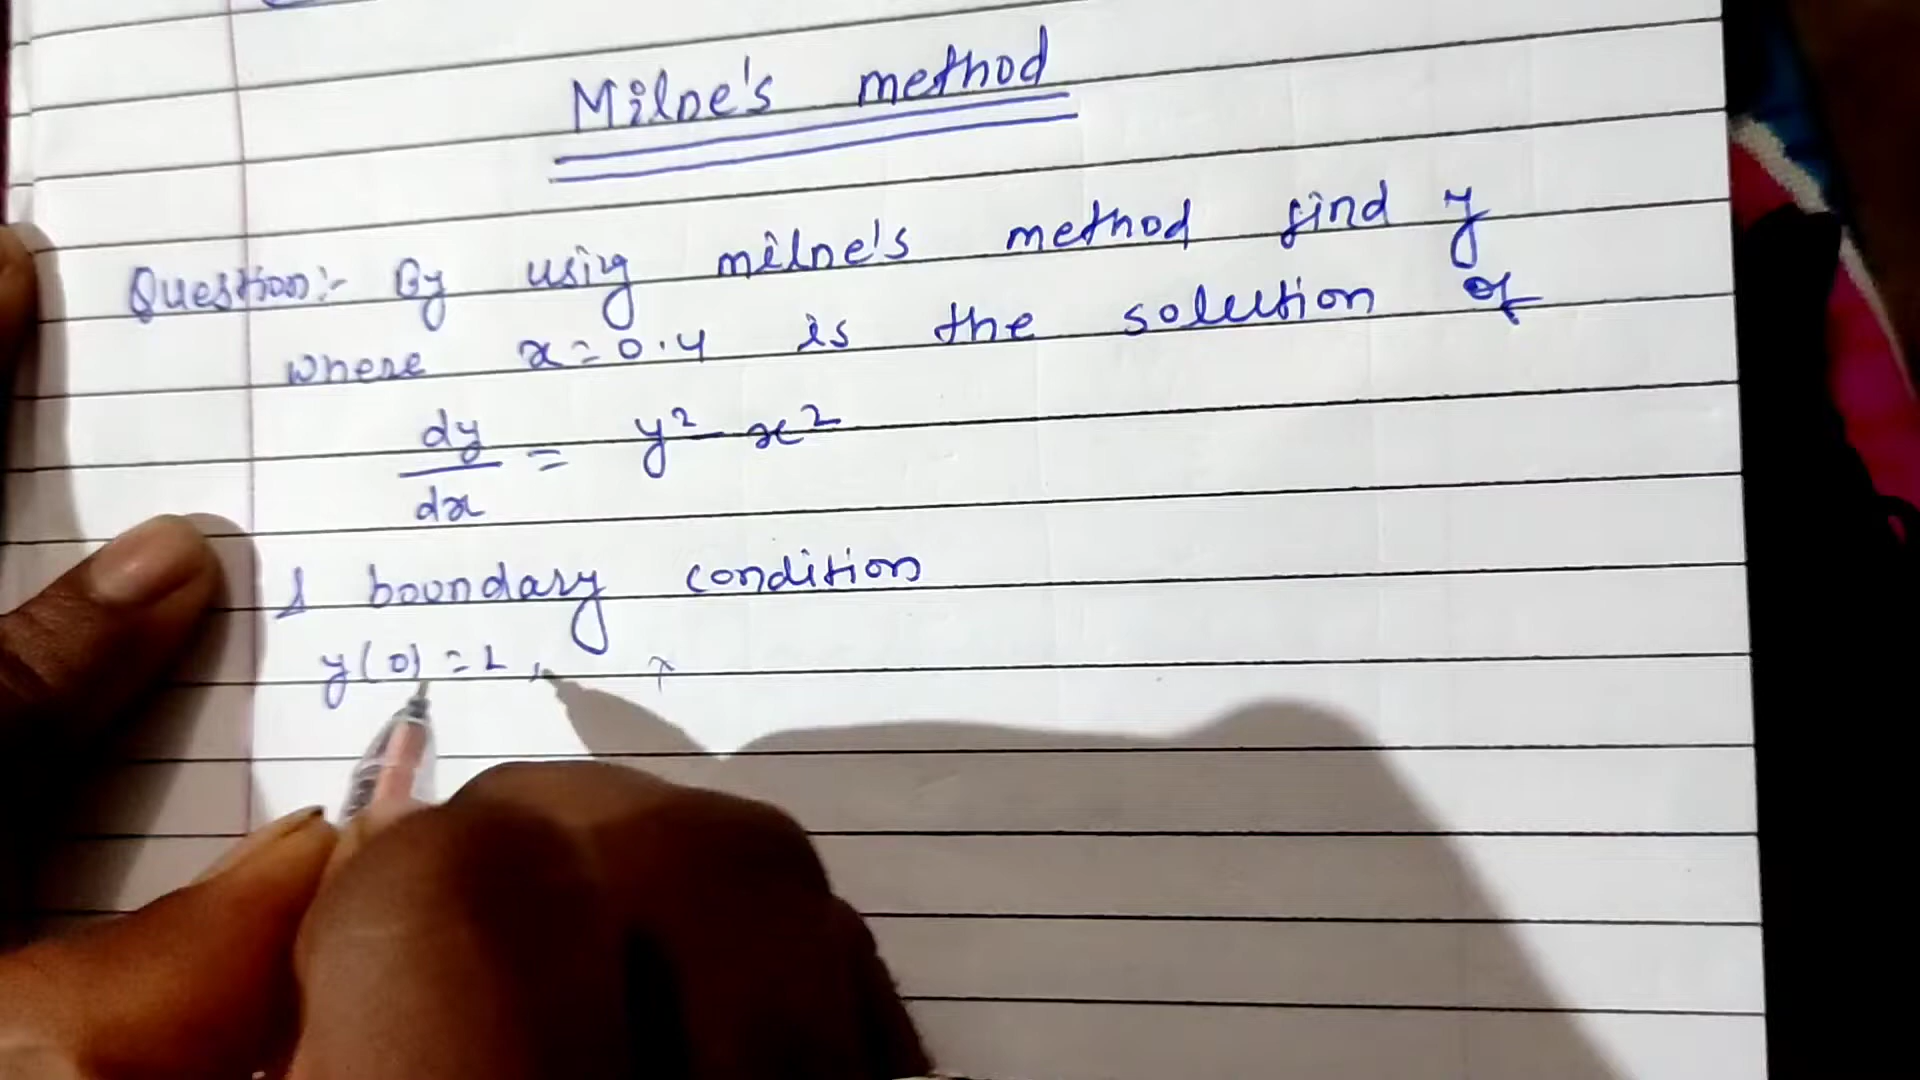 Milne's method
Question:- By using milne's method find y
where x=0.4 is the solution of
dy/dx = y² - x²
& boundary condition
y(0) = 1,